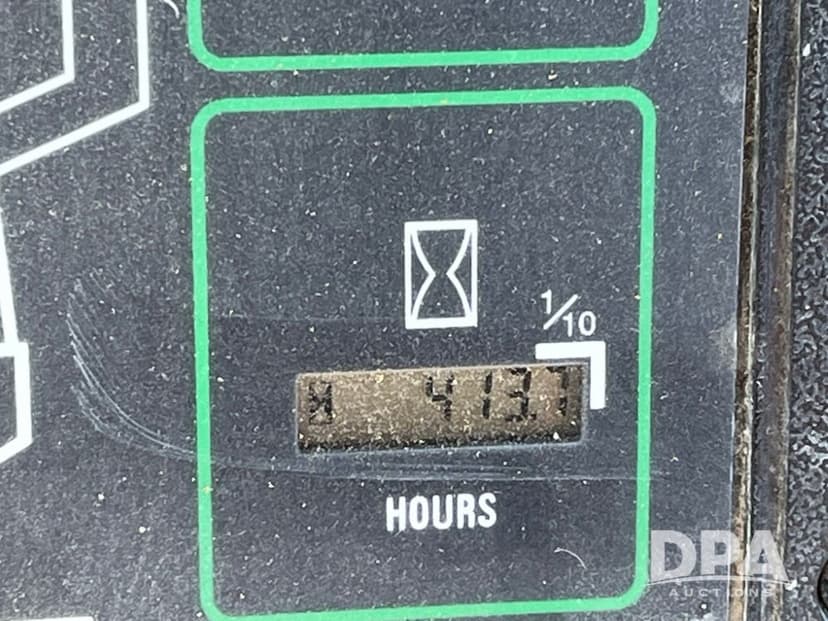 1/10
413.7
HOURS
DPA
AUCTIONS